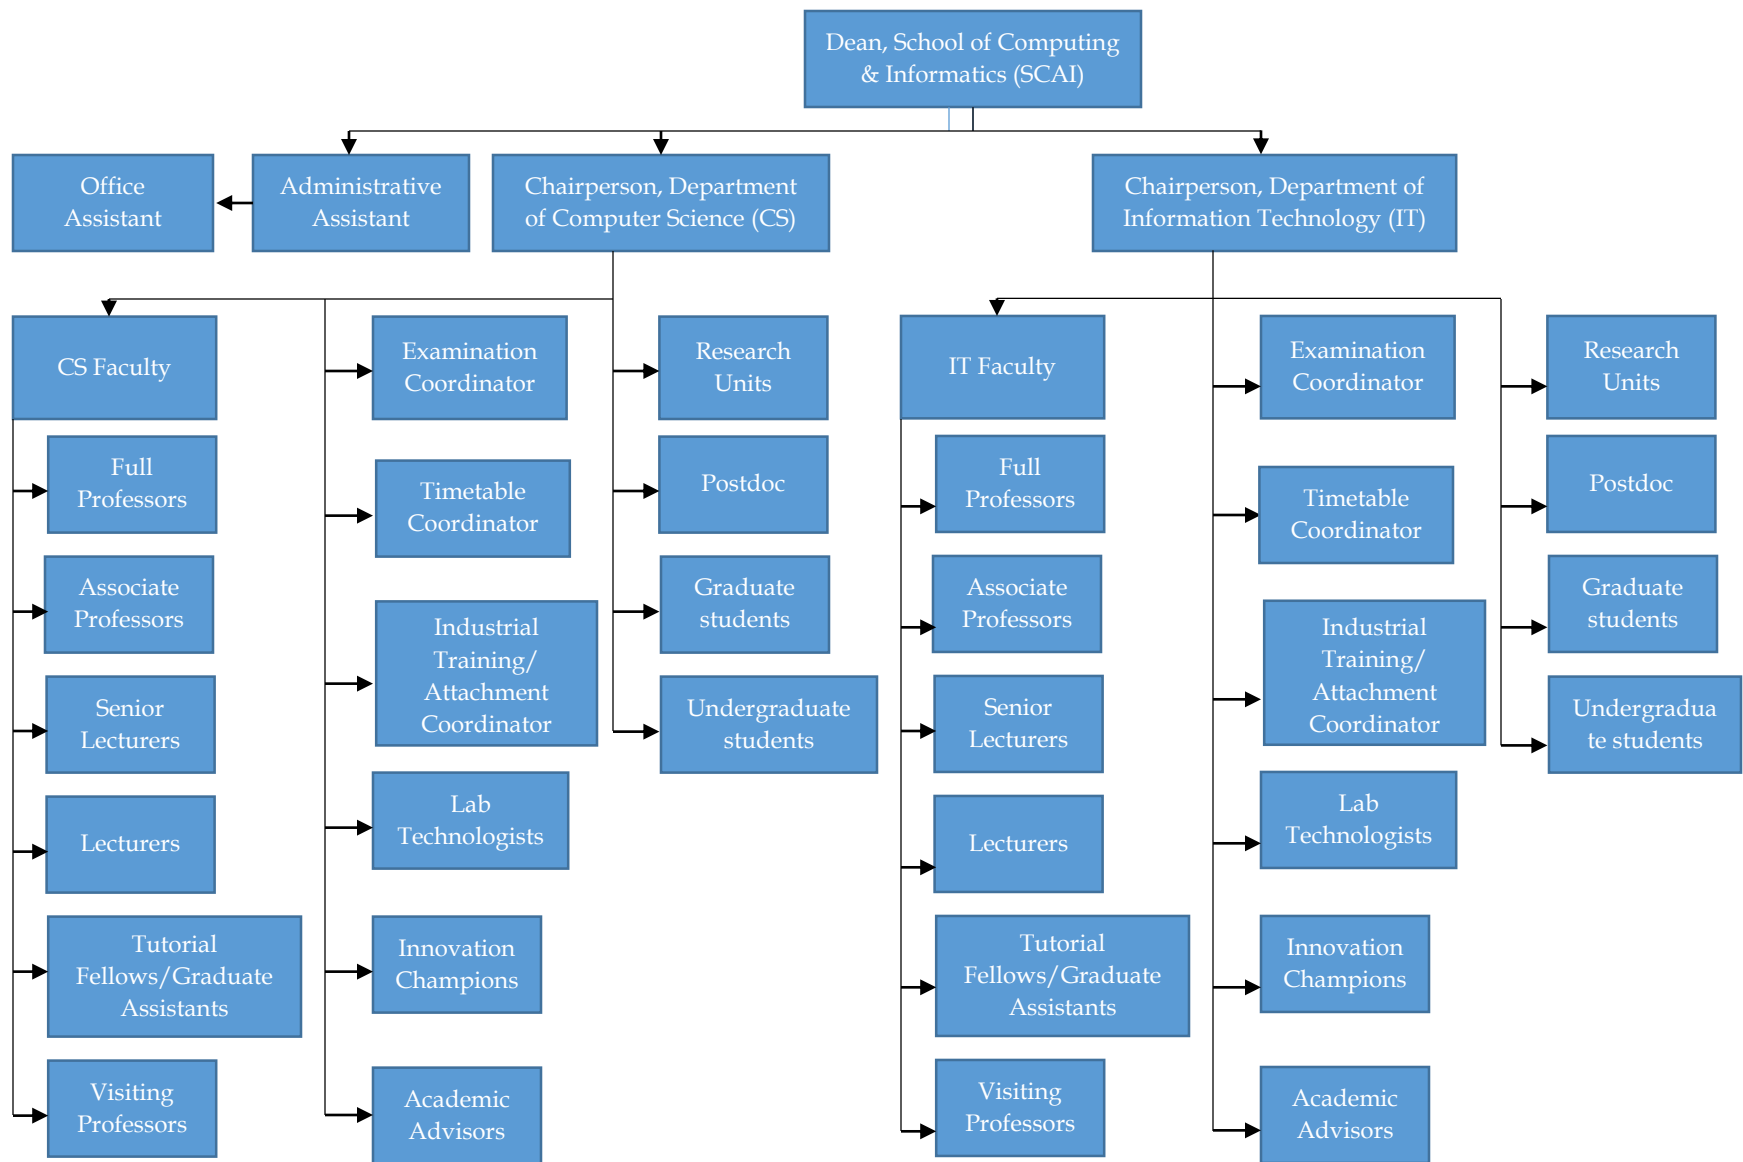 Dean, School of Computing
& Informatics (SCAI)
Office
Assistant
Administrative
Assistant
Chairperson, Department
of Computer Science (CS)
Chairperson, Department of
Information Technology (IT)
CS Faculty
Full
Professors
Associate
Professors
Senior
Lecturers
Lecturers
Tutorial
Fellows/Graduate
Assistants
Visiting
Professors
Examination
Coordinator
Timetable
Coordinator
Industrial
Training/
Attachment
Coordinator
Lab
Technologists
Innovation
Champions
Academic
Advisors
Research
Units
Postdoc
Graduate
students
Undergraduate
students
IT Faculty
Full
Professors
Associate
Professors
Senior
Lecturers
Lecturers
Tutorial
Fellows/Graduate
Assistants
Visiting
Professors
Examination
Coordinator
Timetable
Coordinator
Industrial
Training/
Attachment
Coordinator
Lab
Technologists
Innovation
Champions
Academic
Advisors
Research
Units
Postdoc
Graduate
students
Undergradua
te students